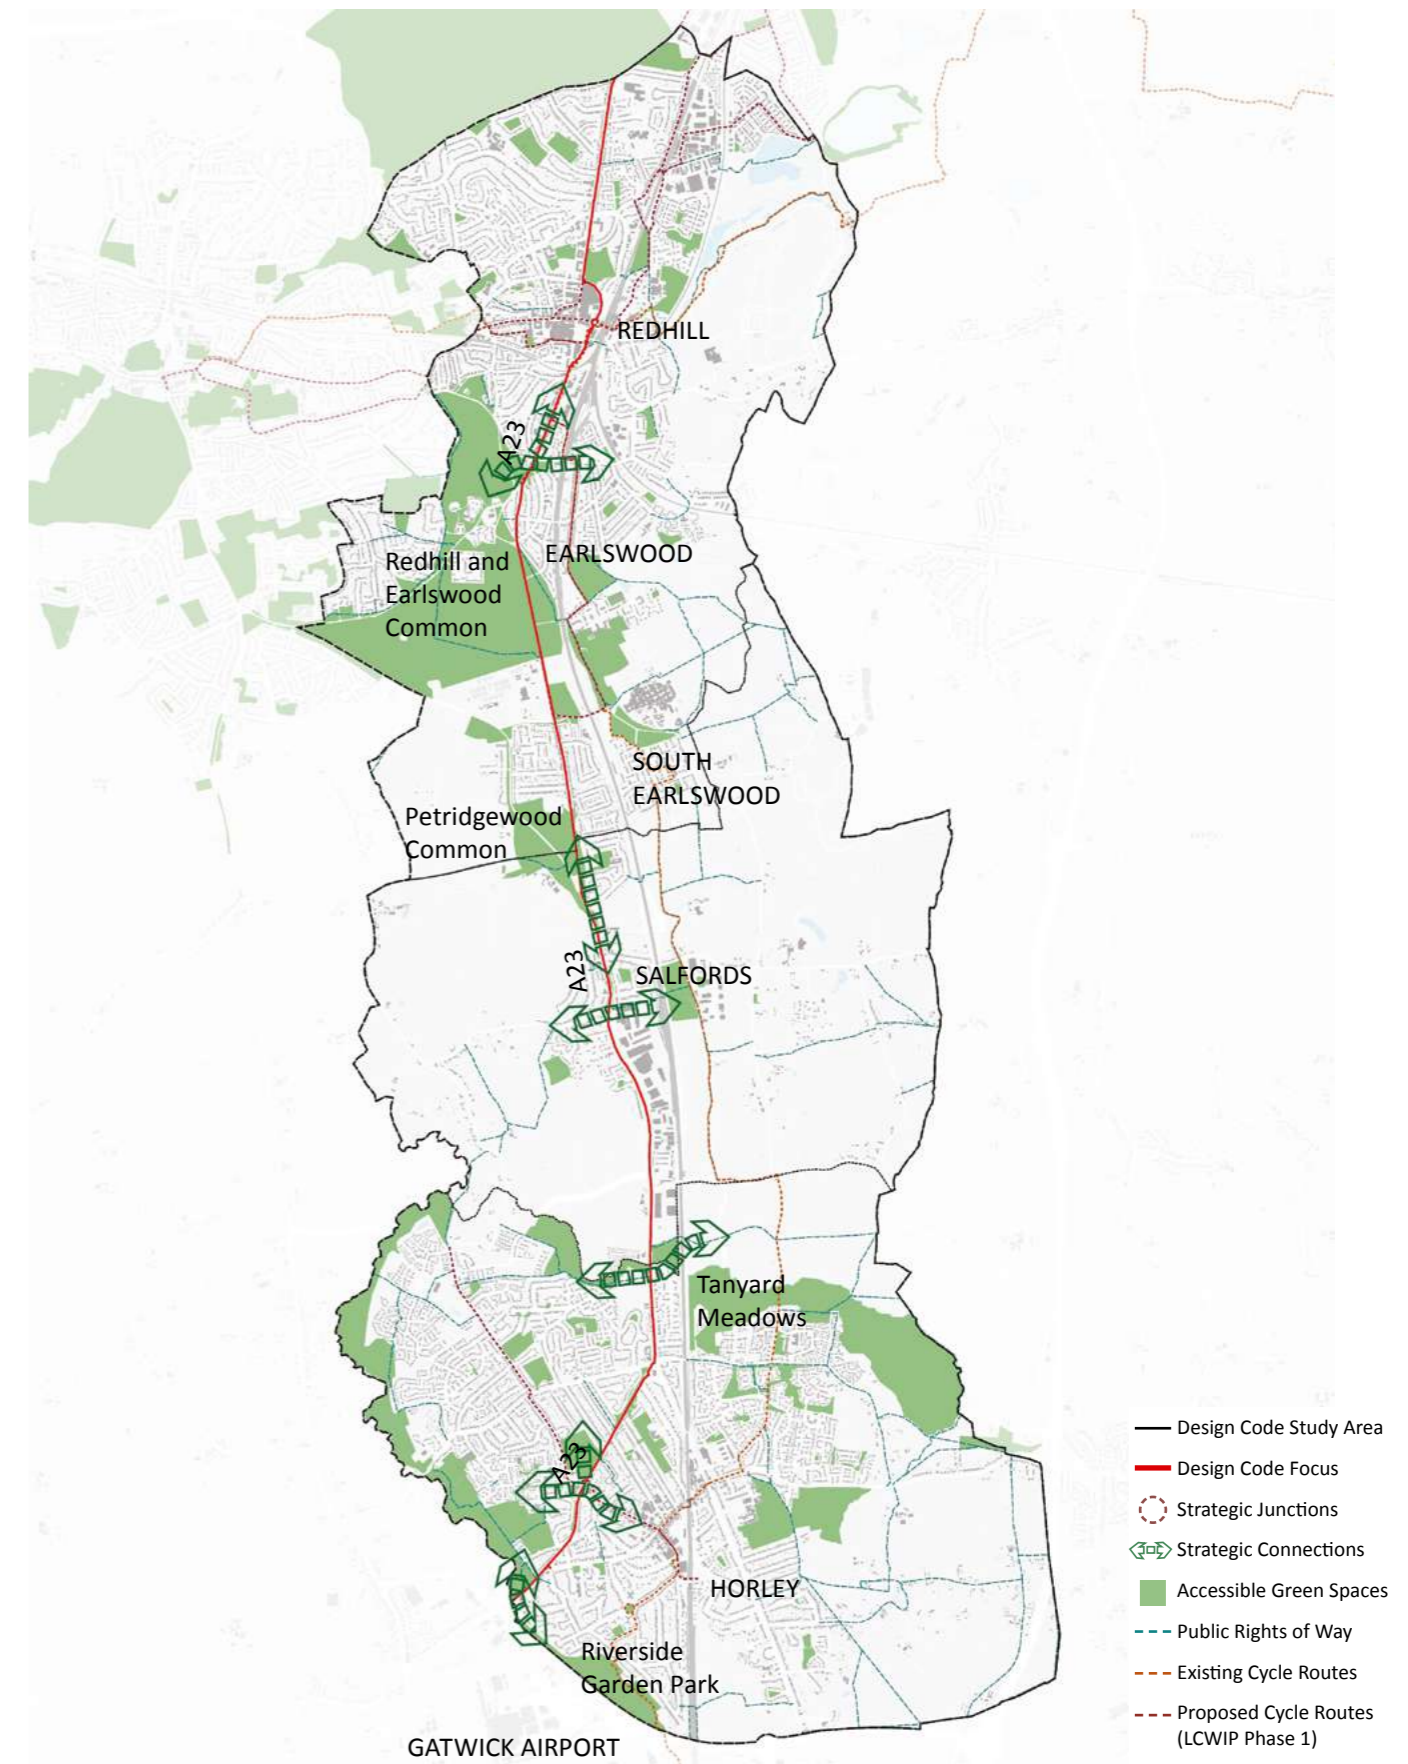 REDHILL
A23
EARLSWOOD
Redhill and
Earlswood
Common
SOUTH
EARLSWOOD
Petridgewood
Common
A23
SALFORDS
Tanyard
Meadows
A23
HORLEY
Riverside
Garden Park
GATWICK AIRPORT
Design Code Study Area
Design Code Focus
Strategic Junctions
Strategic Connections
Accessible Green Spaces
Public Rights of Way
Existing Cycle Routes
Proposed Cycle Routes
(LCWIP Phase 1)